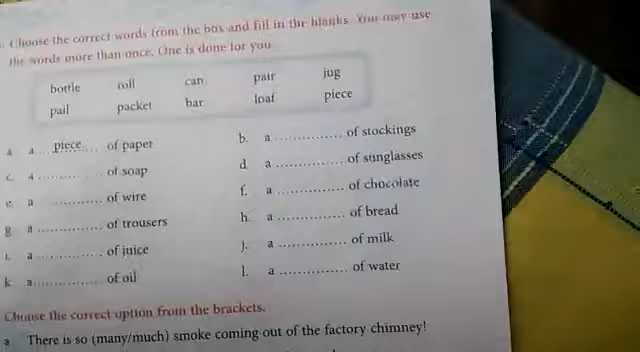 Choose the correct words from the box and fill in the blanks. You may use
the words more than once. One is done for you.
bottle roll can pair jug
pail packet bar loaf piece
a. a ....piece.... of paper b. a ............... of stockings
c. a ............... of soap d. a ............... of sunglasses
e. a ............... of wire f. a ............... of chocolate
g. a ............... of trousers h. a ............... of bread
i. a ............... of juice j. a ............... of milk
k. a ............... of oil l. a ............... of water
Choose the correct option from the brackets.
a There is so (many/much) smoke coming out of the factory chimney!